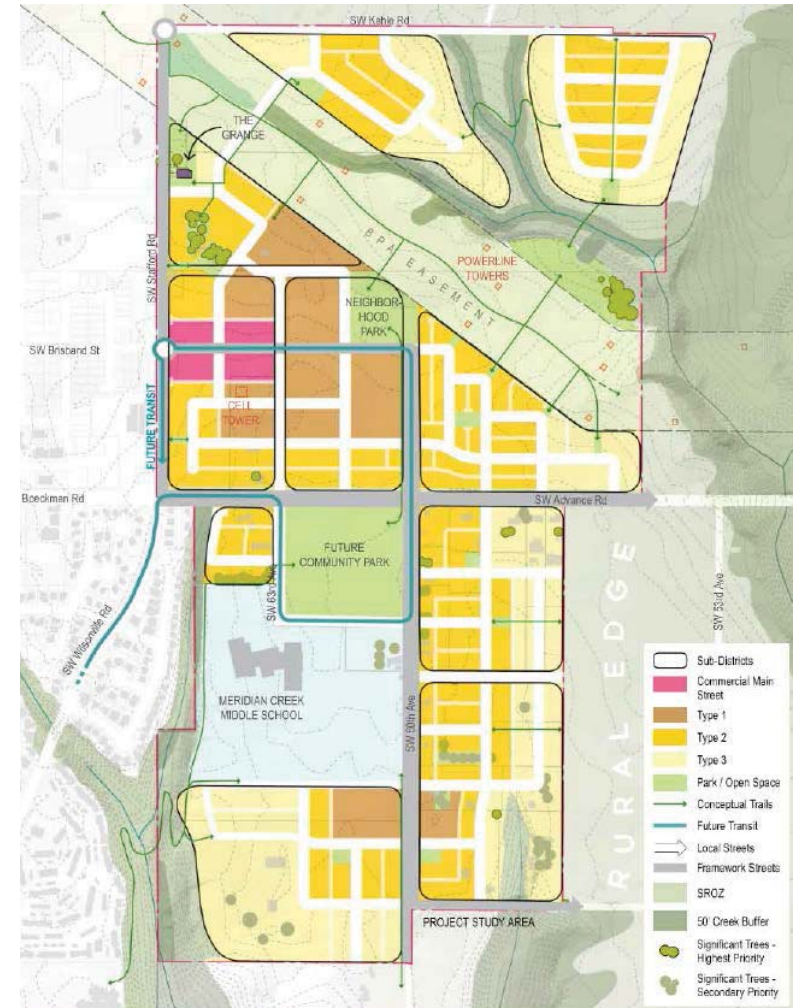 SW Kahle Rd
THE
GRANGE
SW Stafford Rd
BPA EASEMENT
POWERLINE
TOWERS
NEIGHBOR-
HOOD
PARK
SW Brisband St
CELL
TOWER
FUTURE TRANSIT
Boeckman Rd
SW Advance Rd
FUTURE
COMMUNITY PARK
SW 63rd Ave
SW 53rd Ave
SW Wilsonville Rd
MERIDIAN CREEK
MIDDLE SCHOOL
SW 60th Ave
RURAL EDGE
PROJECT STUDY AREA
Sub-Districts
Commercial Main
Street
Type 1
Type 2
Type 3
Park / Open Space
Conceptual Trails
Future Transit
Local Streets
Framework Streets
SROZ
50' Creek Buffer
Significant Trees -
Highest Priority
Significant Trees -
Secondary Priority